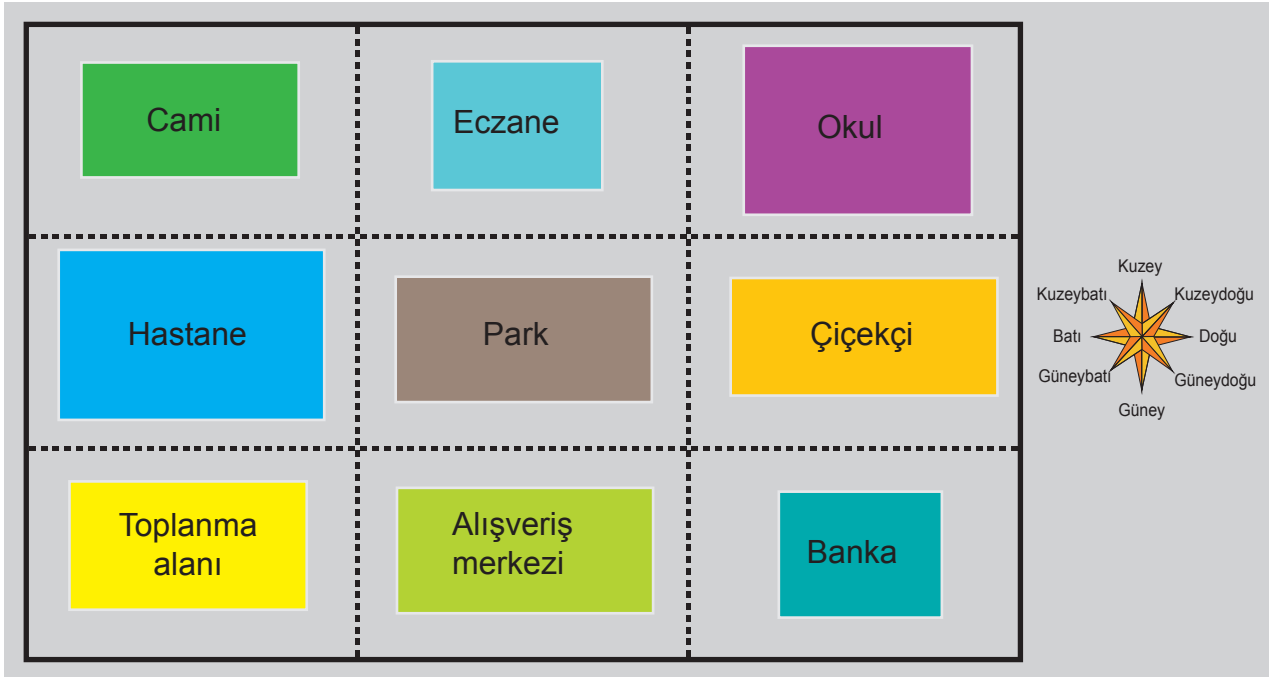 Cami
Eczane
Okul
Hastane
Park
Çiçekçi
Toplanma
alanı
Alışveriş
merkezi
Banka
Kuzey
Kuzeybatı
Kuzeydoğu
Batı
Doğu
Güneybatı
Güneydoğu
Güney